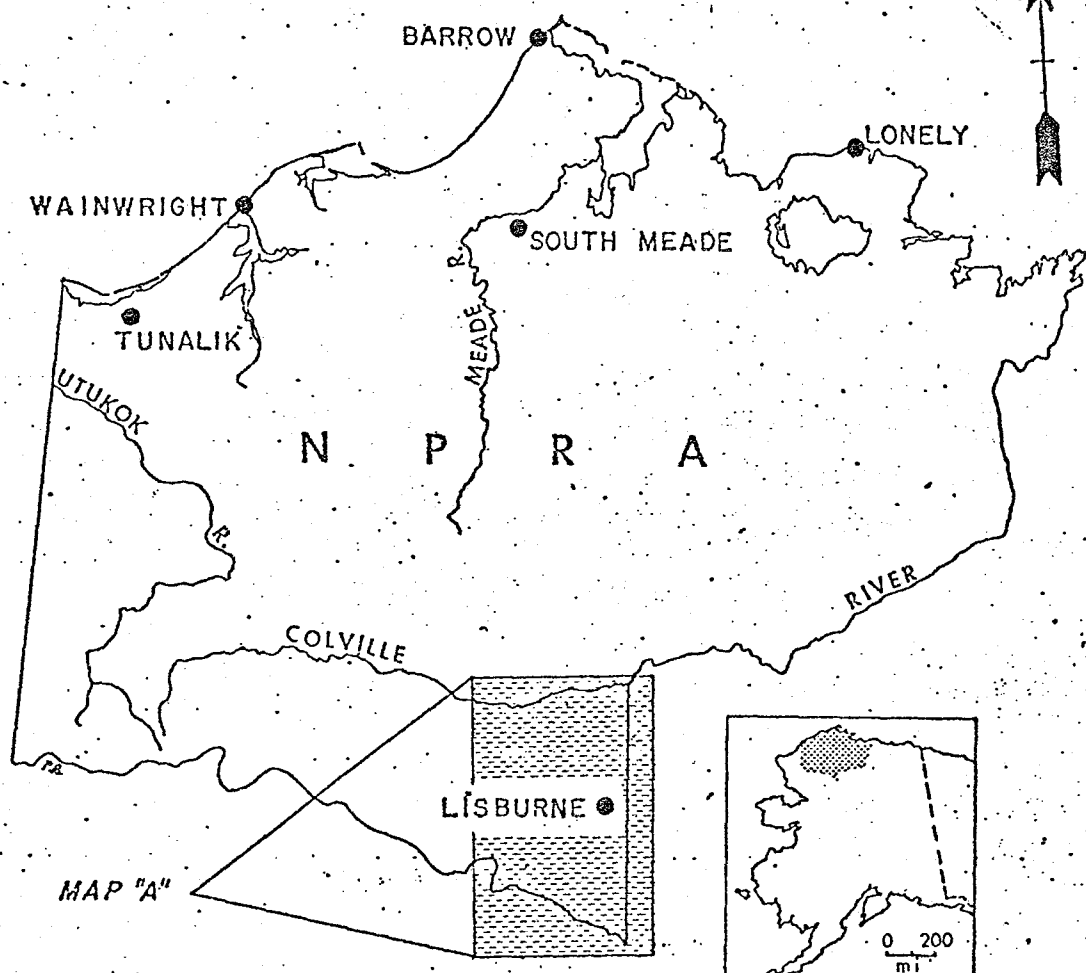 BARROW
LONELY
WAINWRIGHT
SOUTH MEADE
MEADE R.
TUNALIK
UTUKOK R.
N P R A
RIVER
COLVILLE
LISBURNE
MAP "A"
0 200
mi